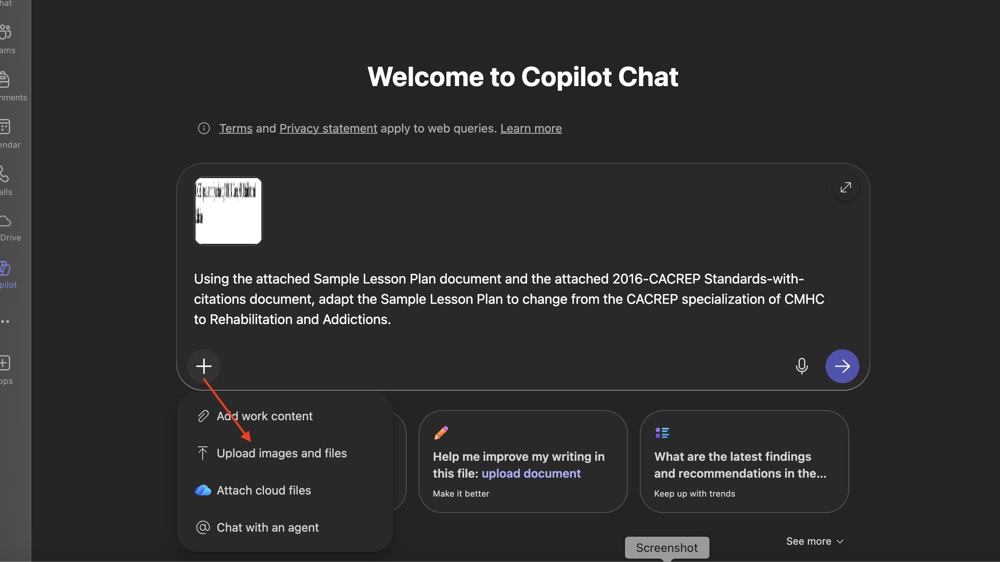 hat
ams
nments
endar
alls
Drive
pilot
pps
Welcome to Copilot Chat
Terms and Privacy statement apply to web queries. Learn more
Using the attached Sample Lesson Plan document and the attached 2016-CACREP Standards-with-
citations document, adapt the Sample Lesson Plan to change from the CACREP specialization of CMHC
to Rehabilitation and Addictions.
Add work content
Upload images and files
Attach cloud files
Chat with an agent
Help me improve my writing in
this file: upload document
Make it better
What are the latest findings
and recommendations in the...
Keep up with trends
See more
Screenshot